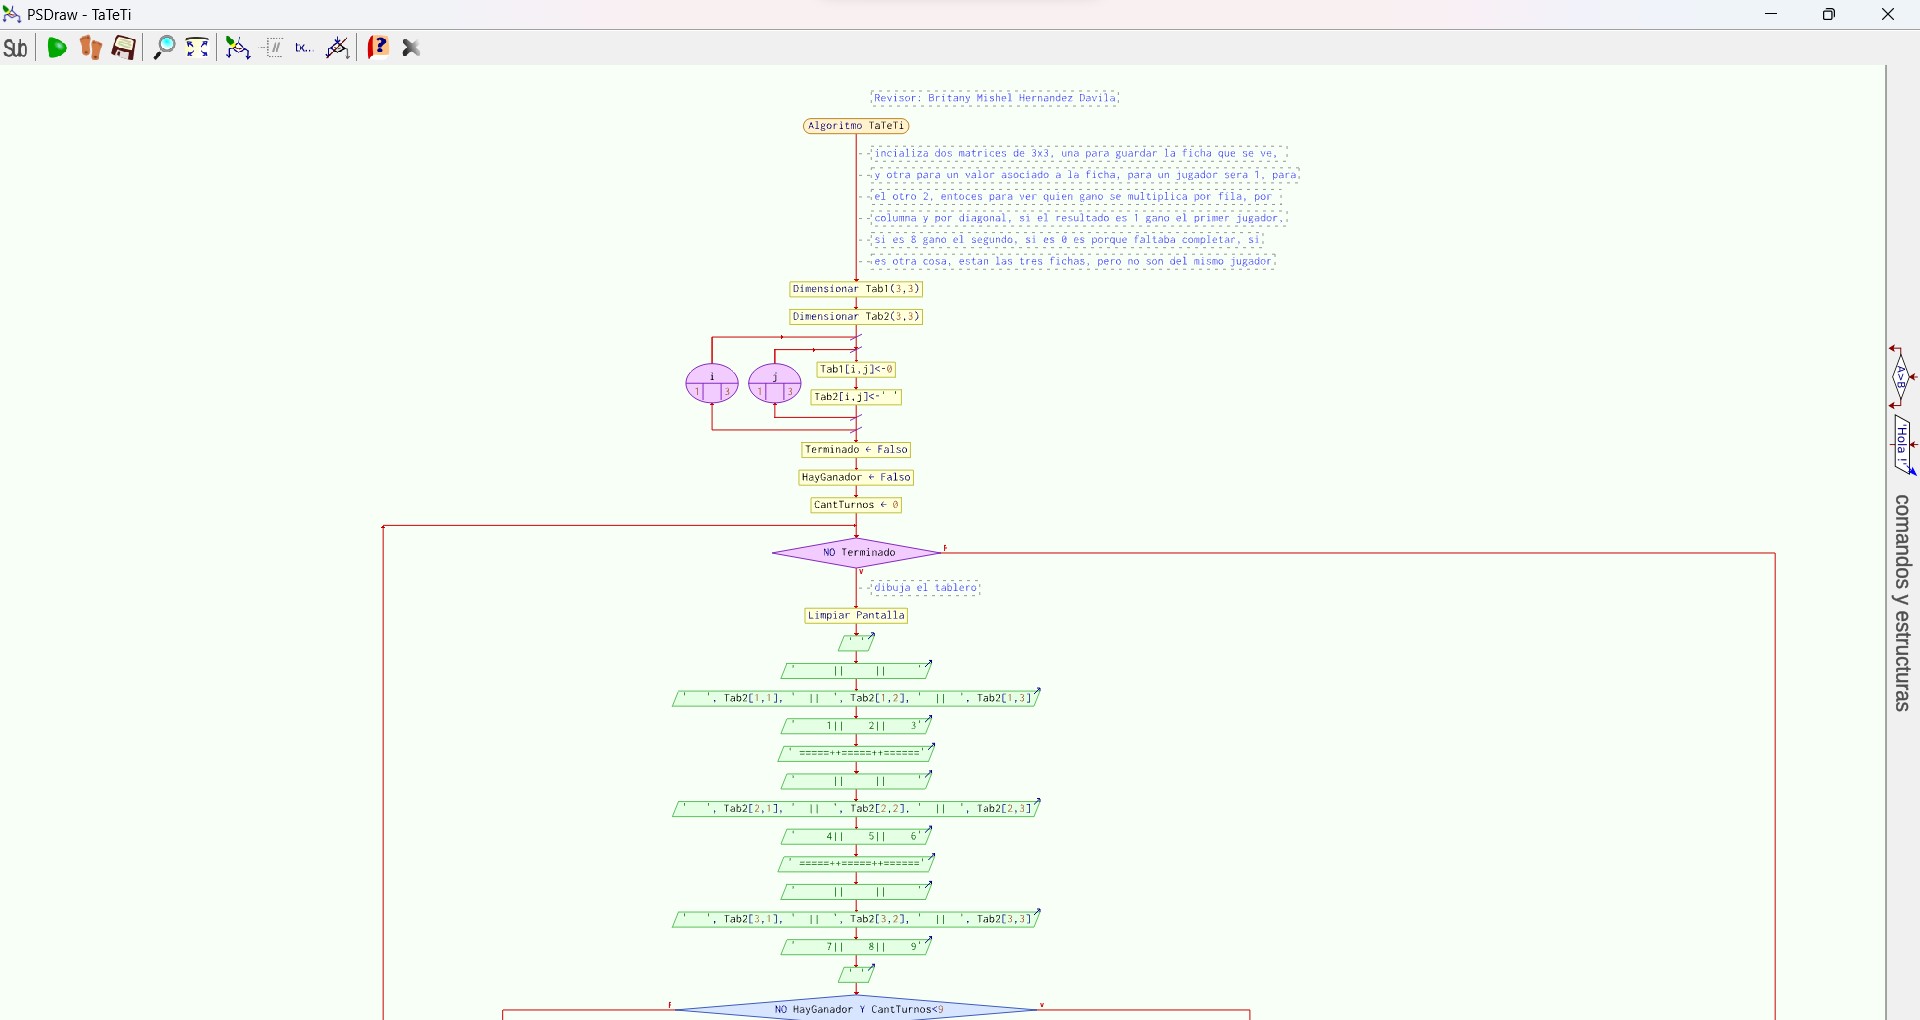 PSDraw - TaTeTi
Sub
tx...
'Revisor: Britany Mishel Hernandez Davila'
Algoritmo TaTeTi
'incializa dos matrices de 3x3, una para guardar la ficha que se ve, '
'y otra para un valor asociado a la ficha, para un jugador sera 1, para'
'el otro 2, entoces para ver quien gano se multiplica por fila, por '
'columna y por diagonal, si el resultado es 1 gano el primer jugador,'
'si es 8 gano el segundo, si es 0 es porque faltaba completar, si'
'es otra cosa, estan las tres fichas, pero no son del mismo jugador'
Dimensionar Tab1(3,3)
Dimensionar Tab2(3,3)
i
1 3
j
1 3
Tab1[i,j]<-0
Tab2[i,j]<-' '
Terminado ← Falso
HayGanador ← Falso
CantTurnos ← 0
NO Terminado
F
V
'dibuja el tablero'
Limpiar Pantalla
' '
'      ||     ||     '
'   ', Tab2[1,1], '  ||  ', Tab2[1,2], '  ||  ', Tab2[1,3]
'     1||    2||    3'
' =====++=====++======'
'      ||     ||     '
'   ', Tab2[2,1], '  ||  ', Tab2[2,2], '  ||  ', Tab2[2,3]
'     4||    5||    6'
' =====++=====++======'
'      ||     ||     '
'   ', Tab2[3,1], '  ||  ', Tab2[3,2], '  ||  ', Tab2[3,3]
'     7||    8||    9'
' '
F
NO HayGanador Y CantTurnos<9
V
A>B
'Hola !'
comandos y estructuras